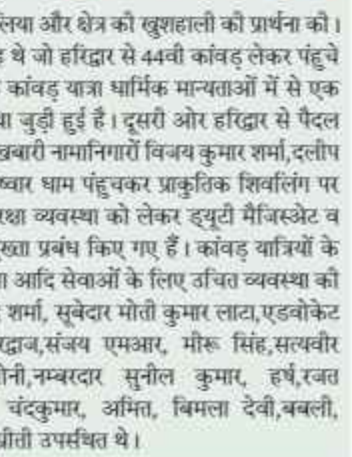 लिया और क्षेत्र की खुशहाली की प्रार्थना की।
थे जो हरिद्वार से 44वी कांवड़ लेकर पंहुचे
कांवड़ यात्रा धार्मिक मान्यताओं में से एक
जुड़ी हुई है। दूसरी ओर हरिद्वार से पैदल
खबारी नामानिगारों विजय कुमार शर्मा,दलीप
श्वार धाम पंहुचकर प्राकृतिक शिवलिंग पर
रक्षा व्यवस्था को लेकर ड्यूटी मैजिस्ट्रेट व
ख्ता प्रबंध किए गए हैं। कांवड़ यात्रियों के
आदि सेवाओं के लिए उचित व्यवस्था की
शर्मा, सूबेदार मोती कुमार लाटा,एडवोकेट
रद्वाज,संजय एमआर, मीरू सिंह,सत्यवीर
ोनी,नम्बरदार सुनील कुमार, हर्ष,रजत
चंदकुमार, अमित, बिमला देवी,बबली,
प्रीती उपस्थित थे।